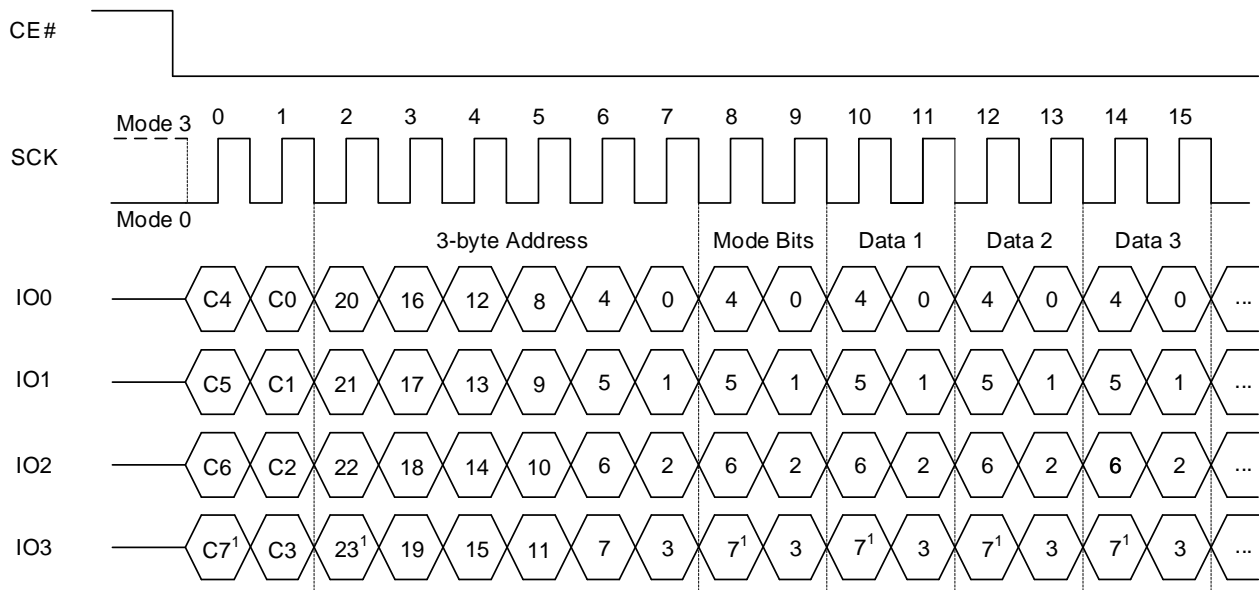 CE#
0 1 2 3 4 5 6 7 8 9 10 11 12 13 14 15
Mode 3
SCK
Mode 0
3-byte Address Mode Bits Data 1 Data 2 Data 3
IO0 C4 C0 20 16 12 8 4 0 4 0 4 0 4 0 4 0 ...
IO1 C5 C1 21 17 13 9 5 1 5 1 5 1 5 1 5 1 ...
IO2 C6 C2 22 18 14 10 6 2 6 2 6 2 6 2 6 2 ...
IO3 C7¹ C3 23¹ 19 15 11 7 3 7¹ 3 7¹ 3 7¹ 3 7¹ 3 ...